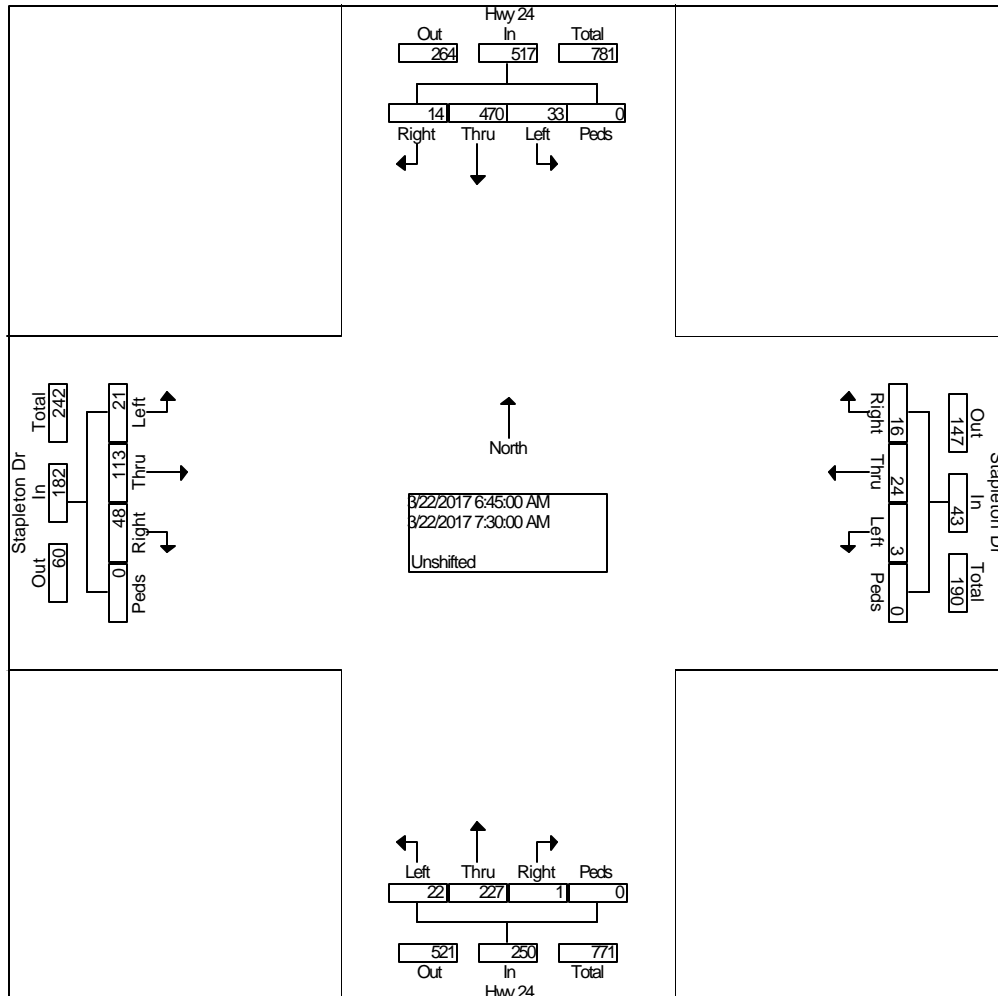 Hwy 24
Out In Total
264 517 781
14 470 33 0
Right Thru Left Peds
Stapleton Dr
Total In Out
242 182 60
21 113 48 0
Left Thru Right Peds
North
3/22/2017 6:45:00 AM
3/22/2017 7:30:00 AM
Unshifted
Right Thru Left Peds
16 24 3 0
Out In Total
147 43 190
Stapleton Dr
Left Thru Right Peds
22 227 1 0
521 250 771
Out In Total
Hwy 24